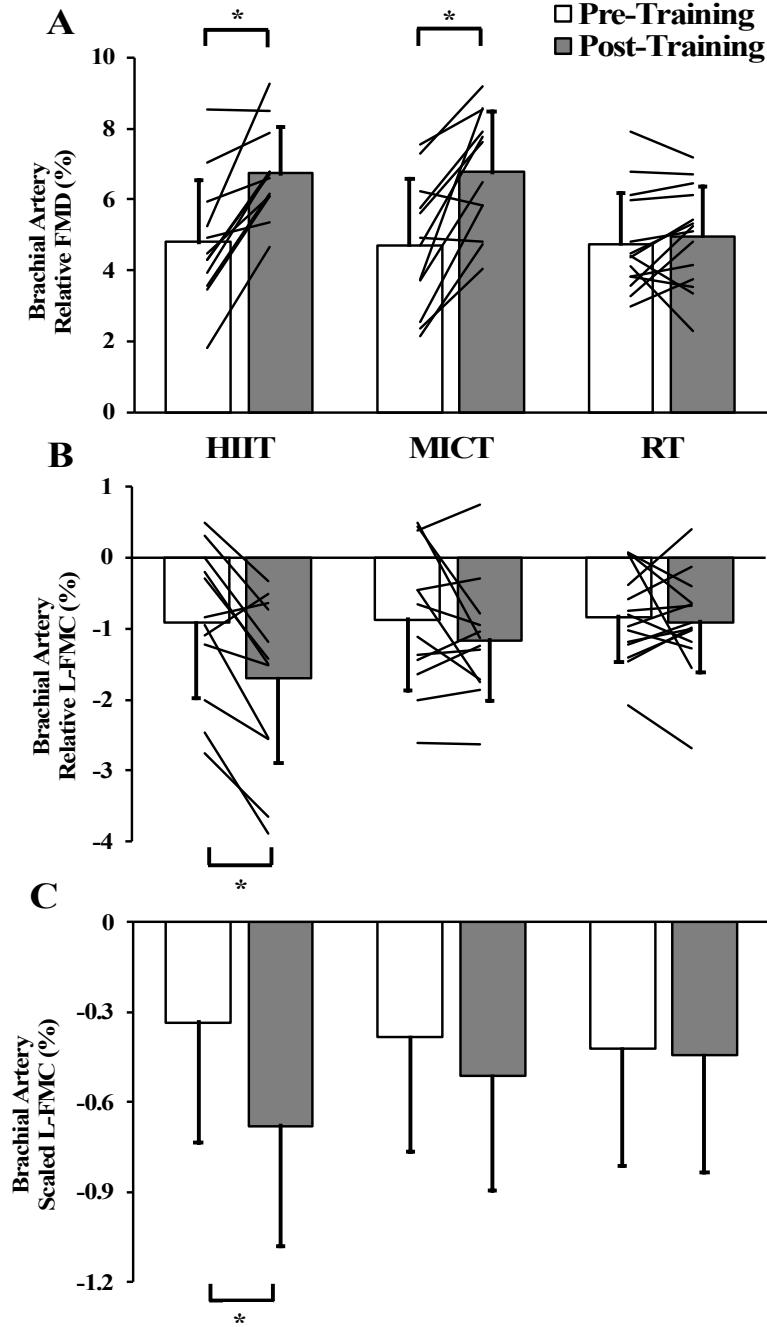 A
*
*
Pre-Training
Post-Training
Brachial Artery
Relative FMD (%)
10
8
6
4
2
0
HIIT
MICT
RT
B
Brachial Artery
Relative L-FMC (%)
1
0
-1
-2
-3
-4
*
C
Brachial Artery
Scaled L-FMC (%)
0
-0.3
-0.6
-0.9
-1.2
*